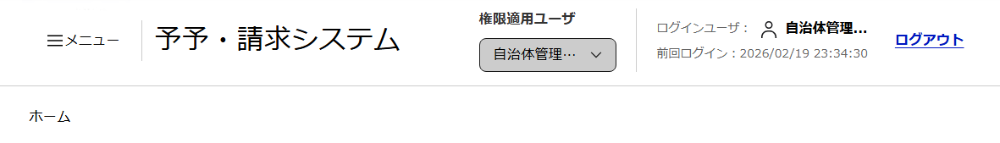 メニュー
予予・請求システム
権限適用ユーザ
自治体管理…
ログインユーザ：
自治体管理...
前回ログイン：2026/02/19 23:34:30
ログアウト
ホーム